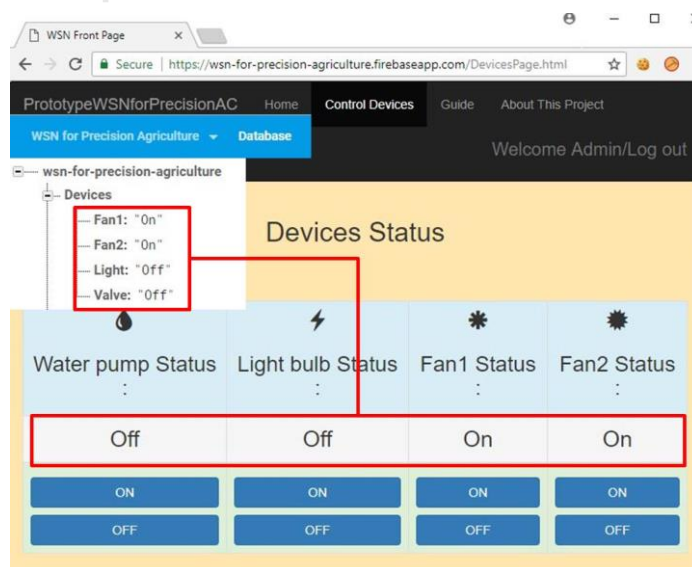 WSN Front Page
Secure | https://wsn-for-precision-agriculture.firebaseapp.com/DevicesPage.html
PrototypeWSNforPrecisionAC Home Control Devices Guide About This Project
WSN for Precision Agriculture Database
Welcome Admin/Log out
wsn-for-precision-agriculture
Devices
Fan1: "On"
Fan2: "On"
Light: "Off"
Valve: "Off"
Devices Status
Water pump Status : Light bulb Status : Fan1 Status : Fan2 Status :
Off Off On On
ON ON ON ON
OFF OFF OFF OFF